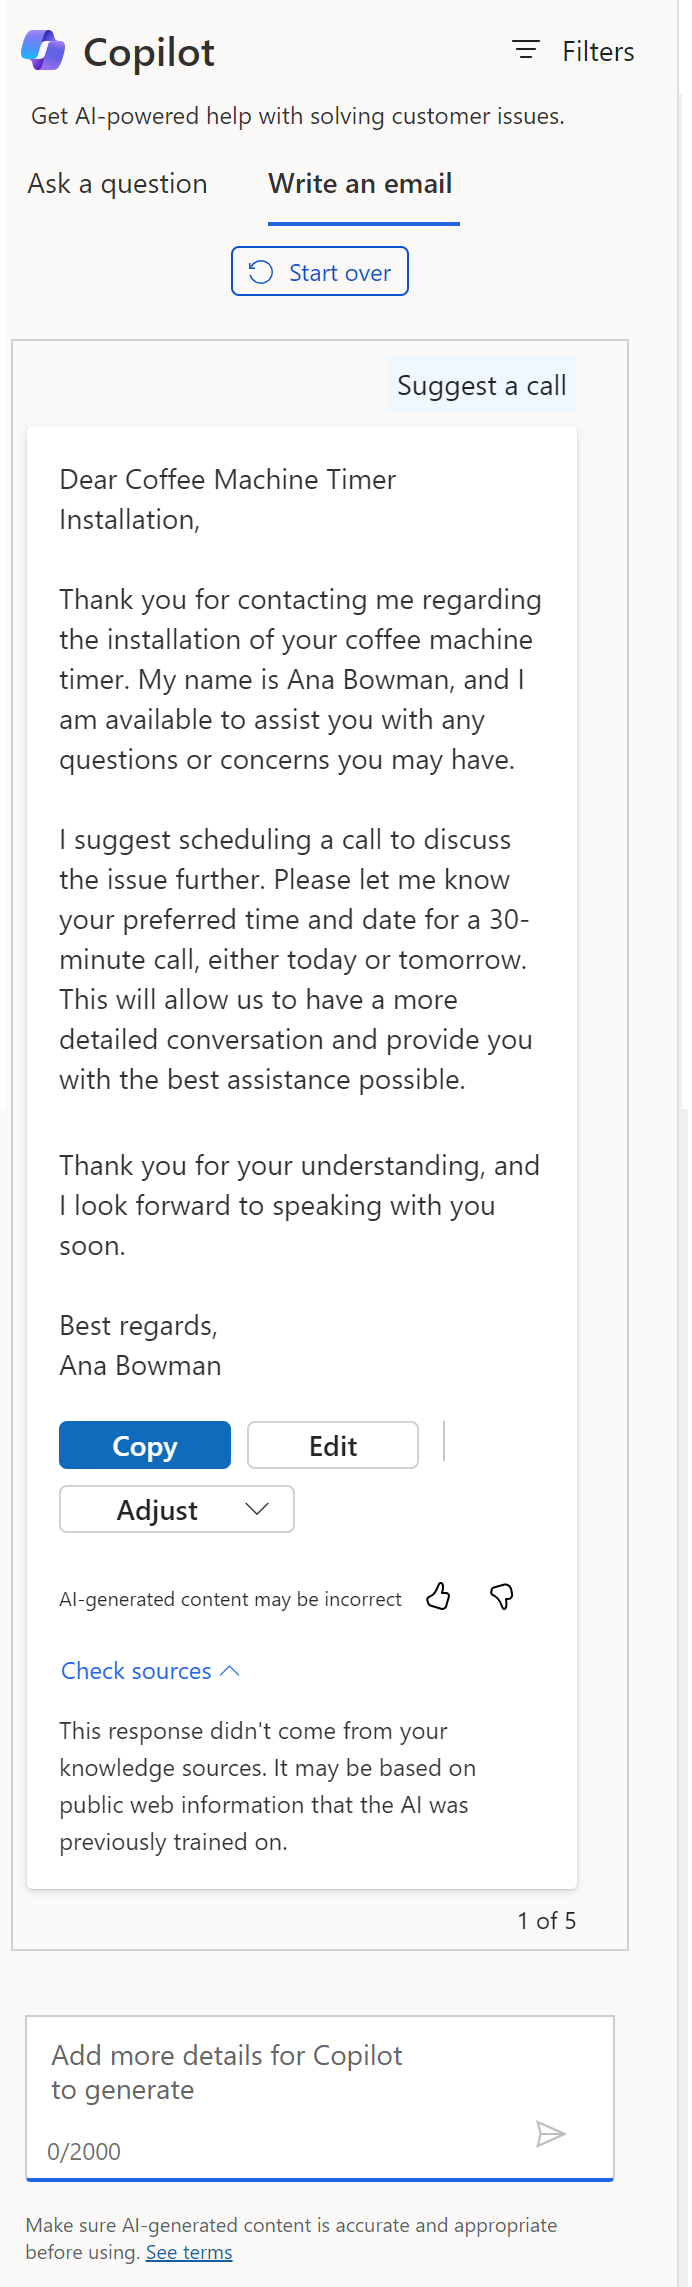 Copilot
Filters
Get AI-powered help with solving customer issues.
Ask a question
Write an email
Start over
Suggest a call
Dear Coffee Machine Timer
Installation,
Thank you for contacting me regarding
the installation of your coffee machine
timer. My name is Ana Bowman, and I
am available to assist you with any
questions or concerns you may have.
I suggest scheduling a call to discuss
the issue further. Please let me know
your preferred time and date for a 30-
minute call, either today or tomorrow.
This will allow us to have a more
detailed conversation and provide you
with the best assistance possible.
Thank you for your understanding, and
I look forward to speaking with you
soon.
Best regards,
Ana Bowman
Copy
Edit
Adjust
AI-generated content may be incorrect
Check sources
This response didn't come from your
knowledge sources. It may be based on
public web information that the AI was
previously trained on.
1 of 5
Add more details for Copilot
to generate
0/2000
Make sure AI-generated content is accurate and appropriate
before using. See terms